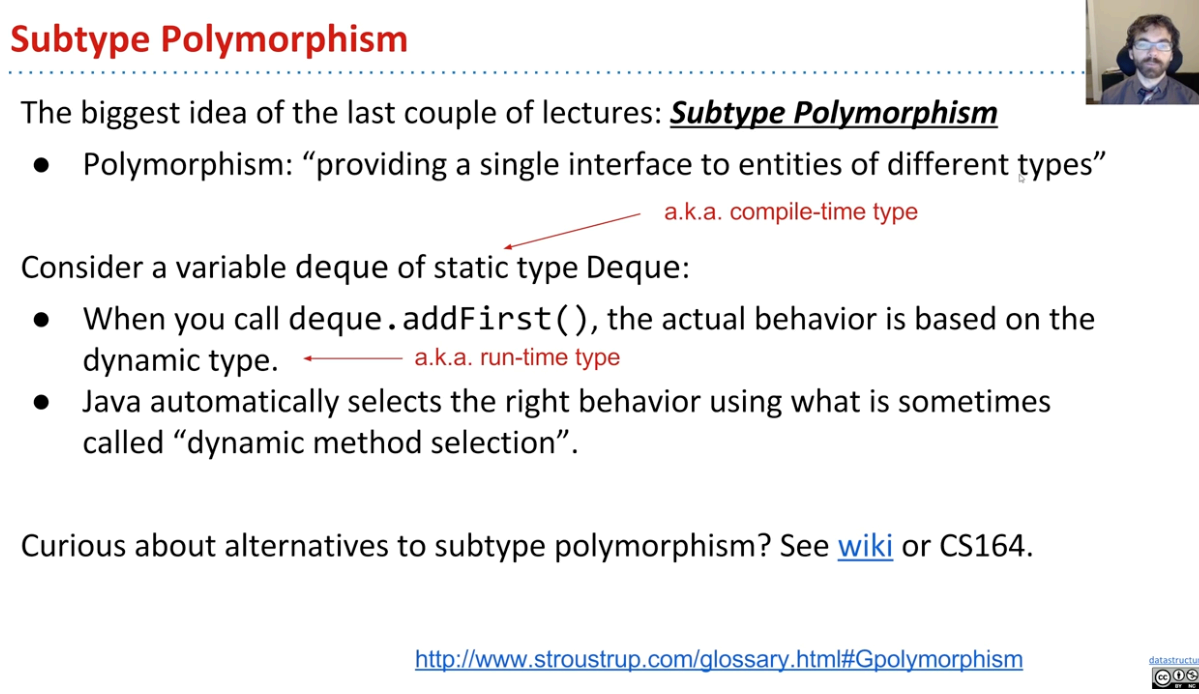 Subtype Polymorphism
The biggest idea of the last couple of lectures: Subtype Polymorphism
● Polymorphism: “providing a single interface to entities of different types”
a.k.a. compile-time type
Consider a variable deque of static type Deque:
● When you call deque.addFirst(), the actual behavior is based on the
dynamic type.
a.k.a. run-time type
● Java automatically selects the right behavior using what is sometimes
called “dynamic method selection”.
Curious about alternatives to subtype polymorphism? See wiki or CS164.
http://www.stroustrup.com/glossary.html#Gpolymorphism
datastructu
cc
BY NC